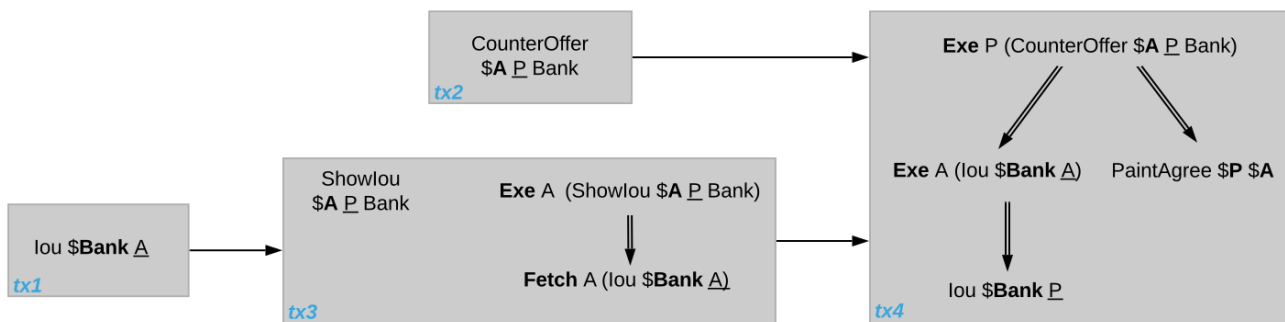 CounterOffer
$A P Bank
tx2
Exe P (CounterOffer $A P Bank)
Exe A (Iou $Bank A)
PaintAgree $P $A
Iou $Bank P
tx4
ShowIou
$A P Bank
Exe A (ShowIou $A P Bank)
Fetch A (Iou $Bank A)
tx3
Iou $Bank A
tx1